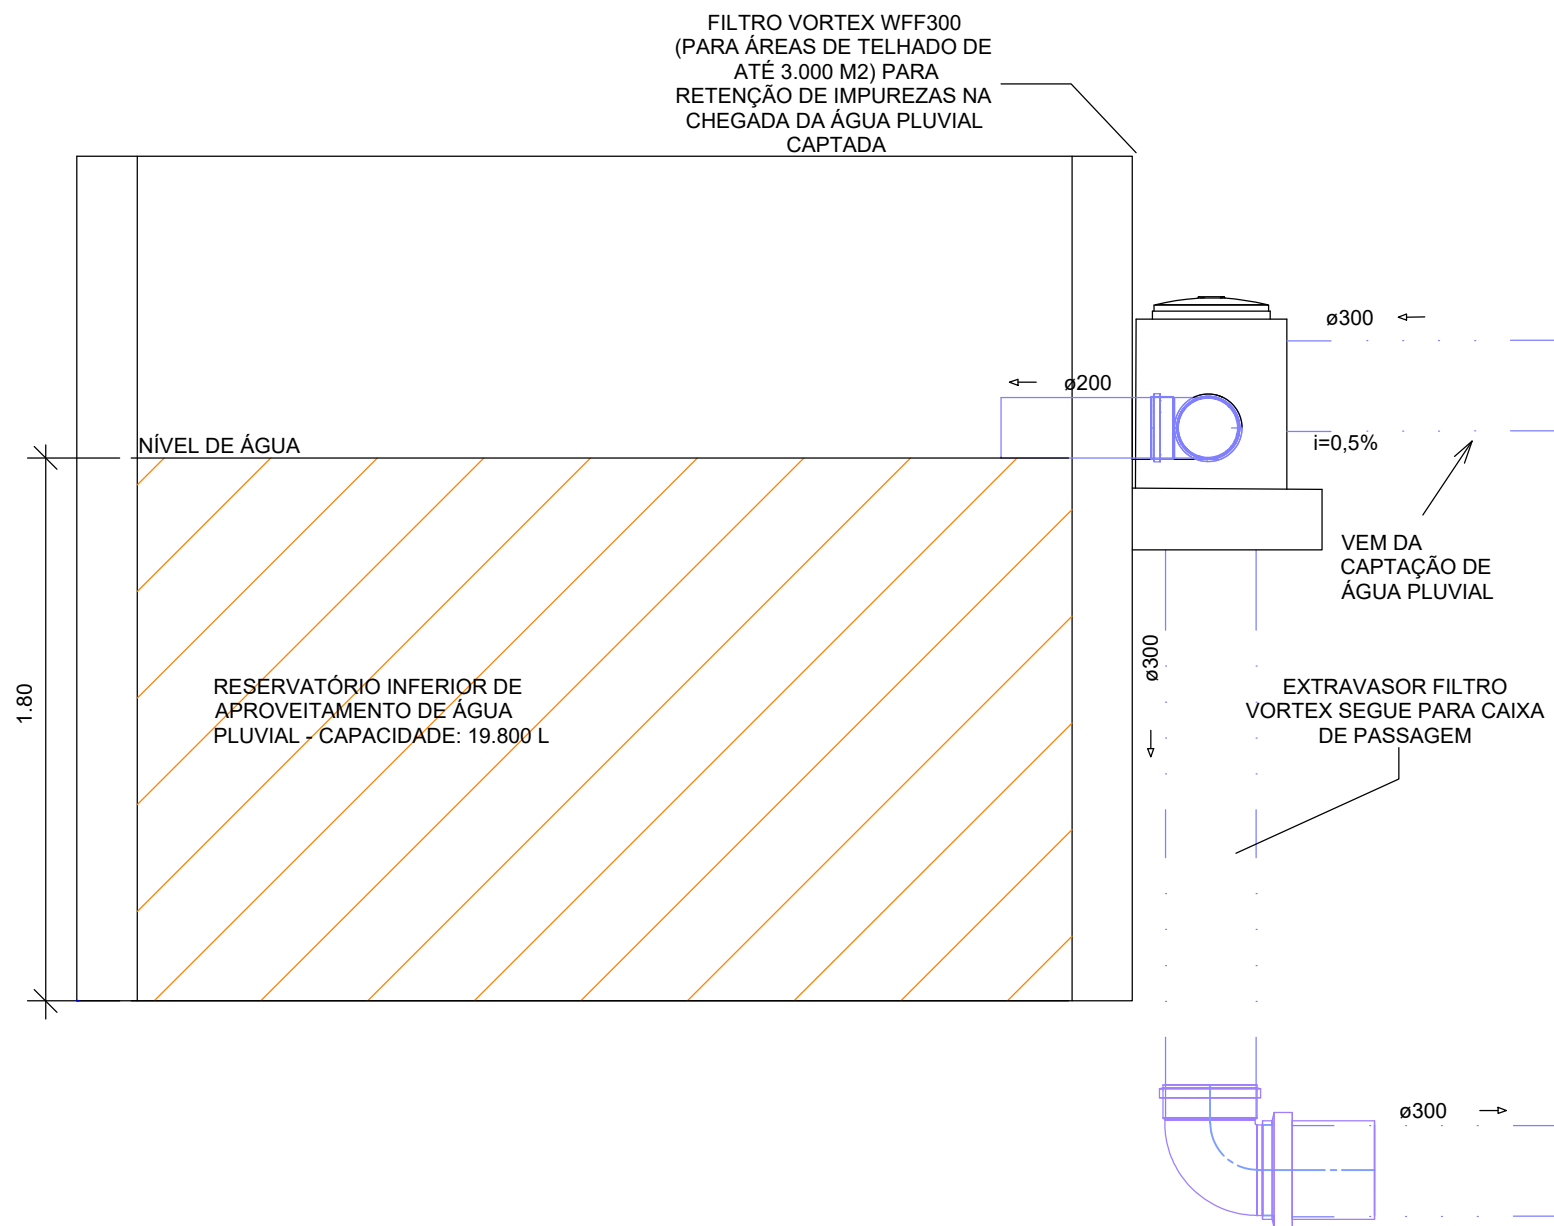 FILTRO VORTEX WFF300
(PARA ÁREAS DE TELHADO DE
ATÉ 3.000 M2) PARA
RETENÇÃO DE IMPUREZAS NA
CHEGADA DA ÁGUA PLUVIAL
CAPTADA
ø300
ø200
NÍVEL DE ÁGUA
i=0,5%
VEM DA
CAPTAÇÃO DE
ÁGUA PLUVIAL
ø300
1.80
RESERVATÓRIO INFERIOR DE
APROVEITAMENTO DE ÁGUA
PLUVIAL - CAPACIDADE: 19.800 L
EXTRAVASOR FILTRO
VORTEX SEGUE PARA CAIXA
DE PASSAGEM
ø300